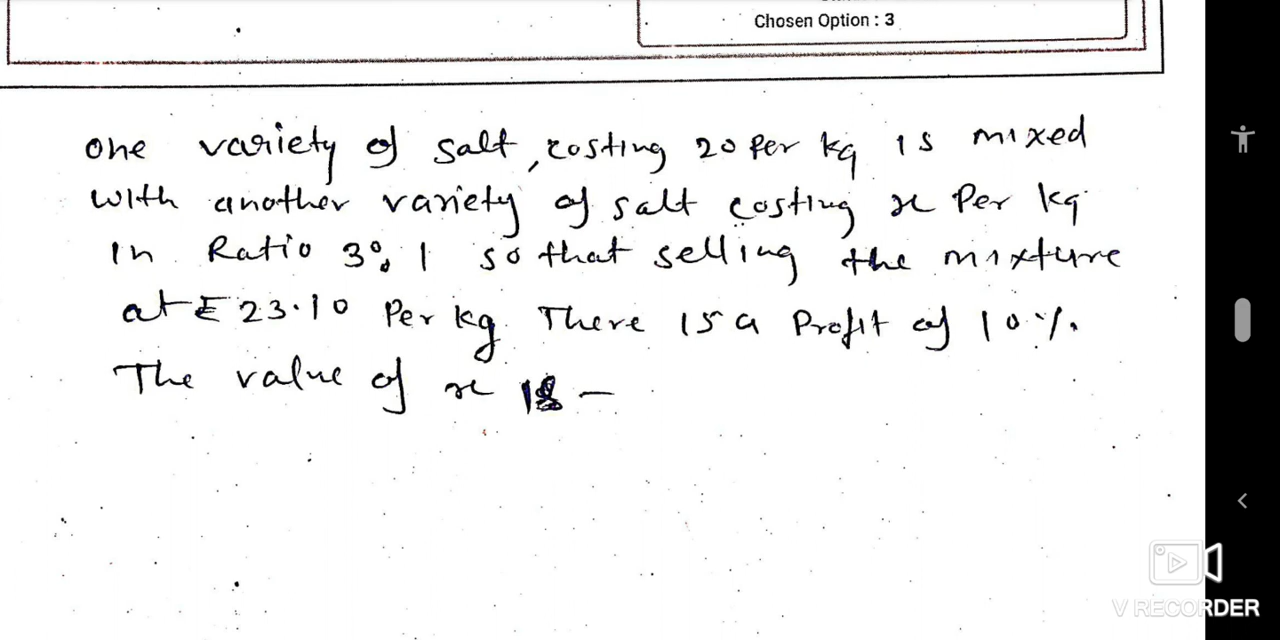 Chosen Option : 3
one variety of salt, costing 20 per kg is mixed
with another variety of salt costing x Per kg
In Ratio 3:1 so that selling the mixture
at ₹ 23.10 Per kg. There is a Profit of 10%.
The value of x is —
V RECORDER